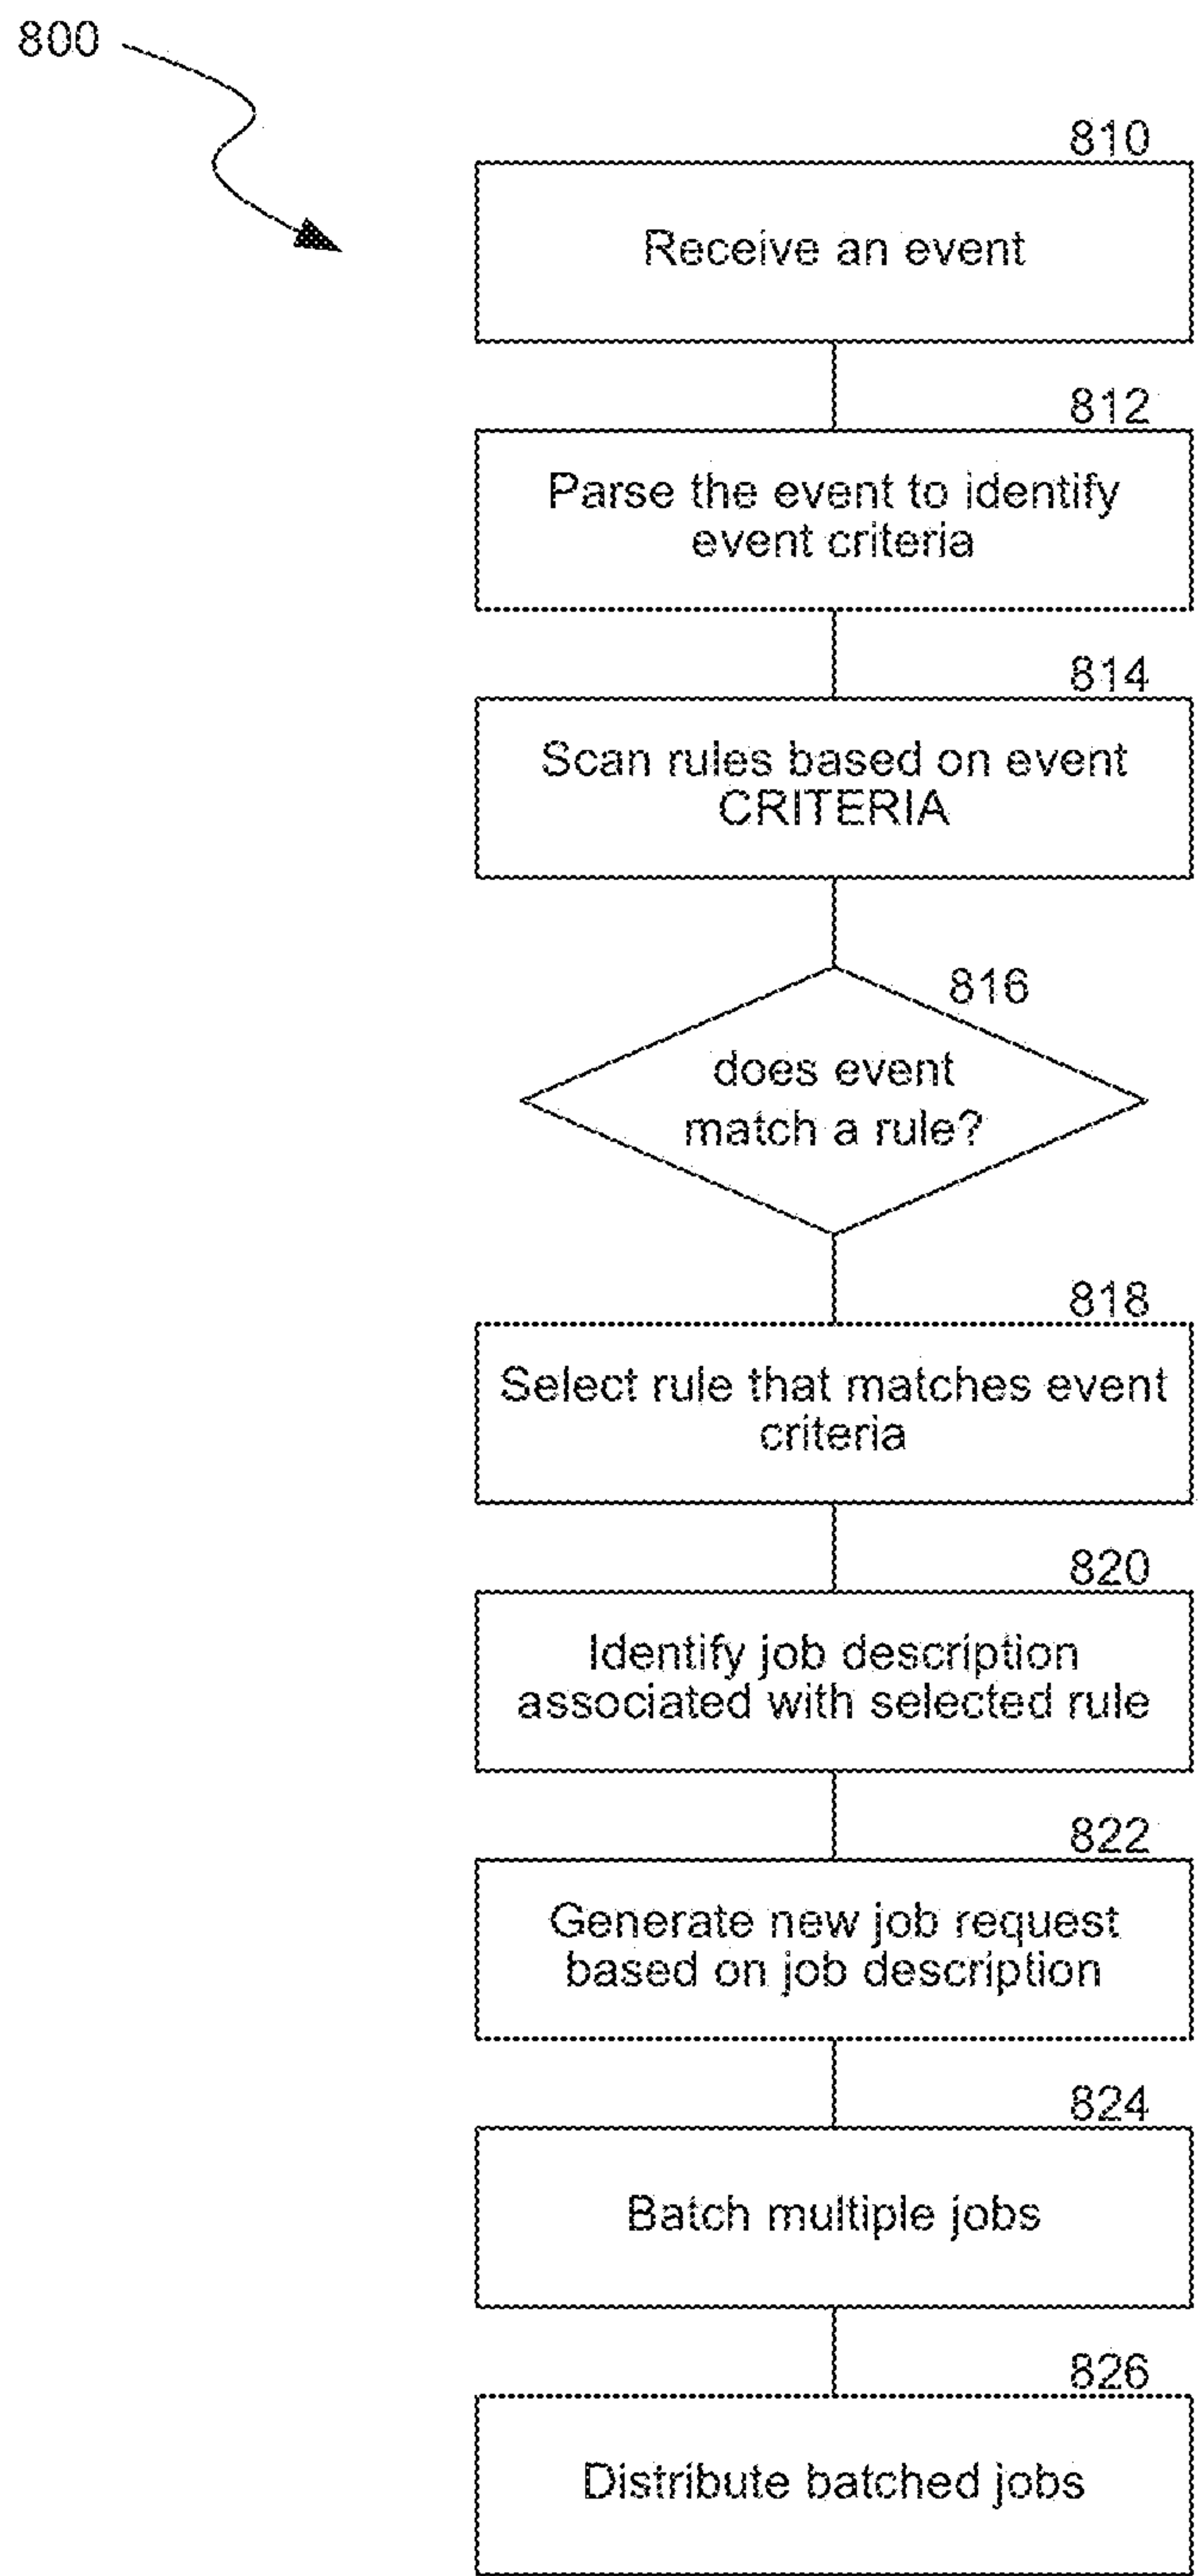 800
810
Receive an event
812
Parse the event to identify
event criteria
814
Scan rules based on event
CRITERIA
816
does event
match a rule?
818
Select rule that matches event
criteria
820
Identify job description
associated with selected rule
822
Generate new job request
based on job description
824
Batch multiple jobs
826
Distribute batched jobs